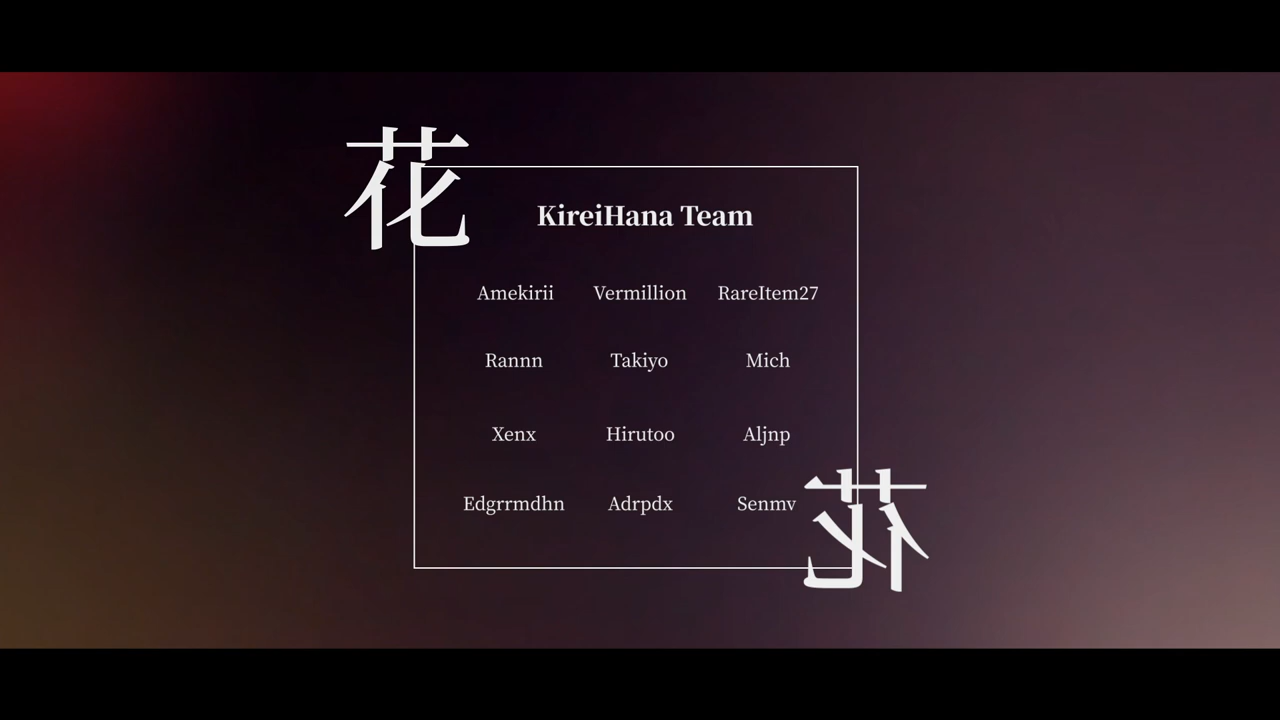 花
KireiHana Team
Amekirii Vermillion RareItem27
Rannn Takiyo Mich
Xenx Hirutoo Aljnp
Edgrrmdhn Adrpdx Senmv
花